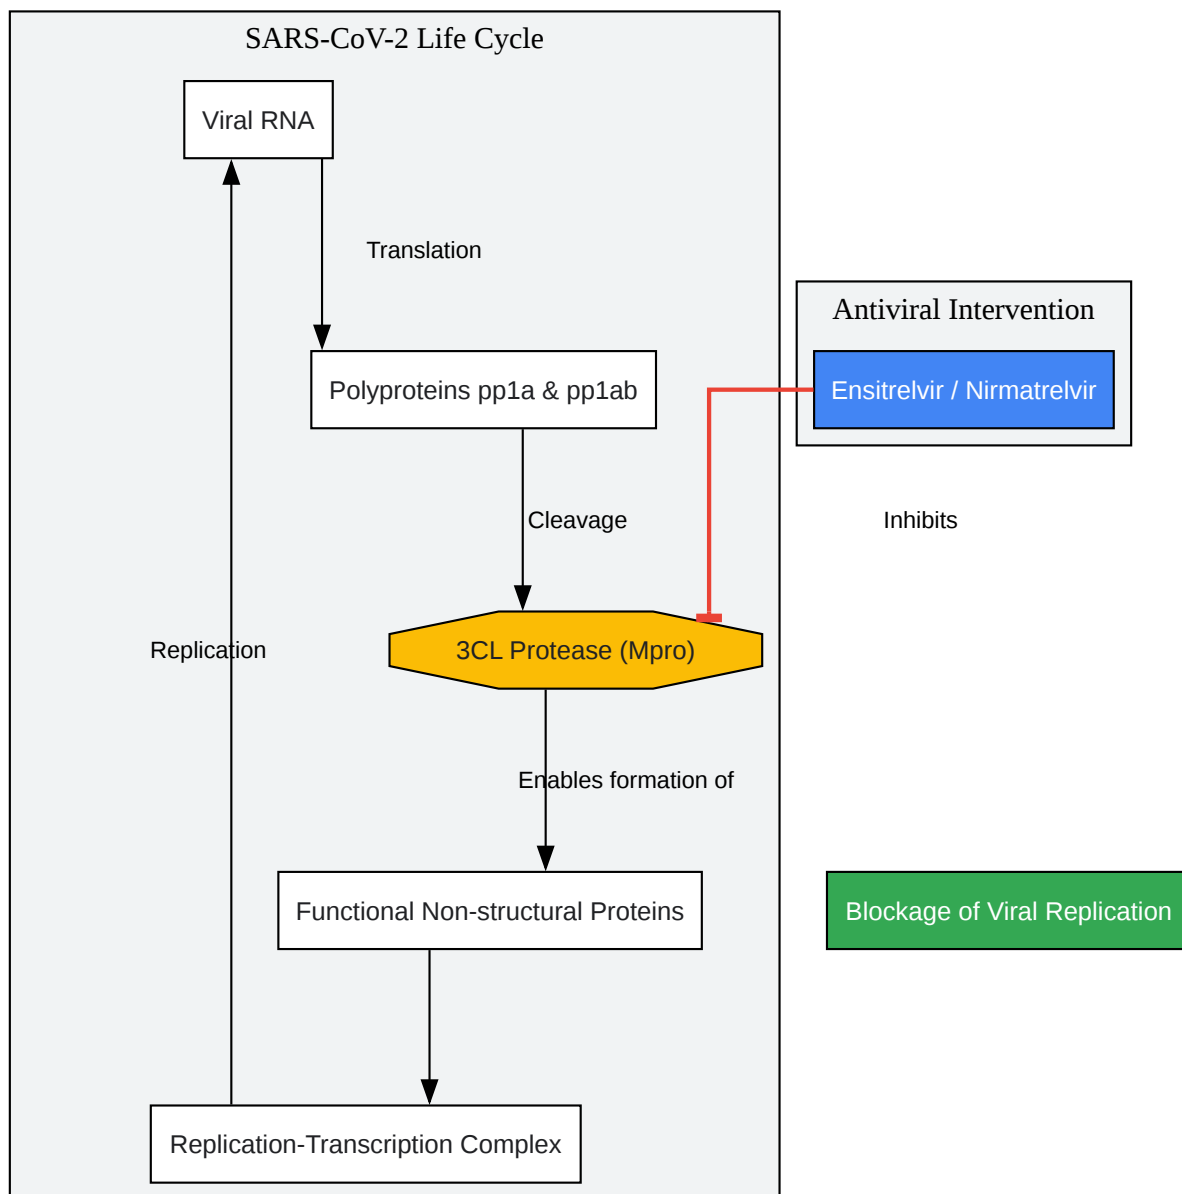 SARS-CoV-2 Life Cycle
Viral RNA
Translation
Antiviral Intervention
Polyproteins pp1a & pp1ab
Ensitrelvir / Nirmatrelvir
Cleavage
Inhibits
Replication
3CL Protease (Mpro)
Enables formation of
Functional Non-structural Proteins
Blockage of Viral Replication
Replication-Transcription Complex